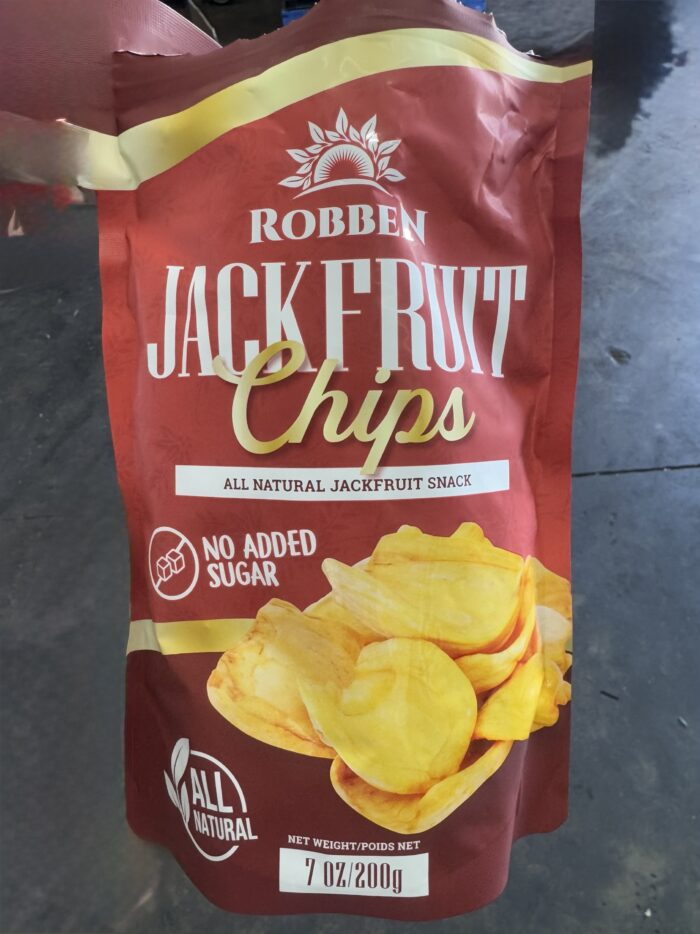 ROBBEN
JACKFRUIT
Chips
ALL NATURAL JACKFRUIT SNACK
NO ADDED
SUGAR
ALL
NATURAL
NET WEIGHT/POIDS NET
7 OZ/200g